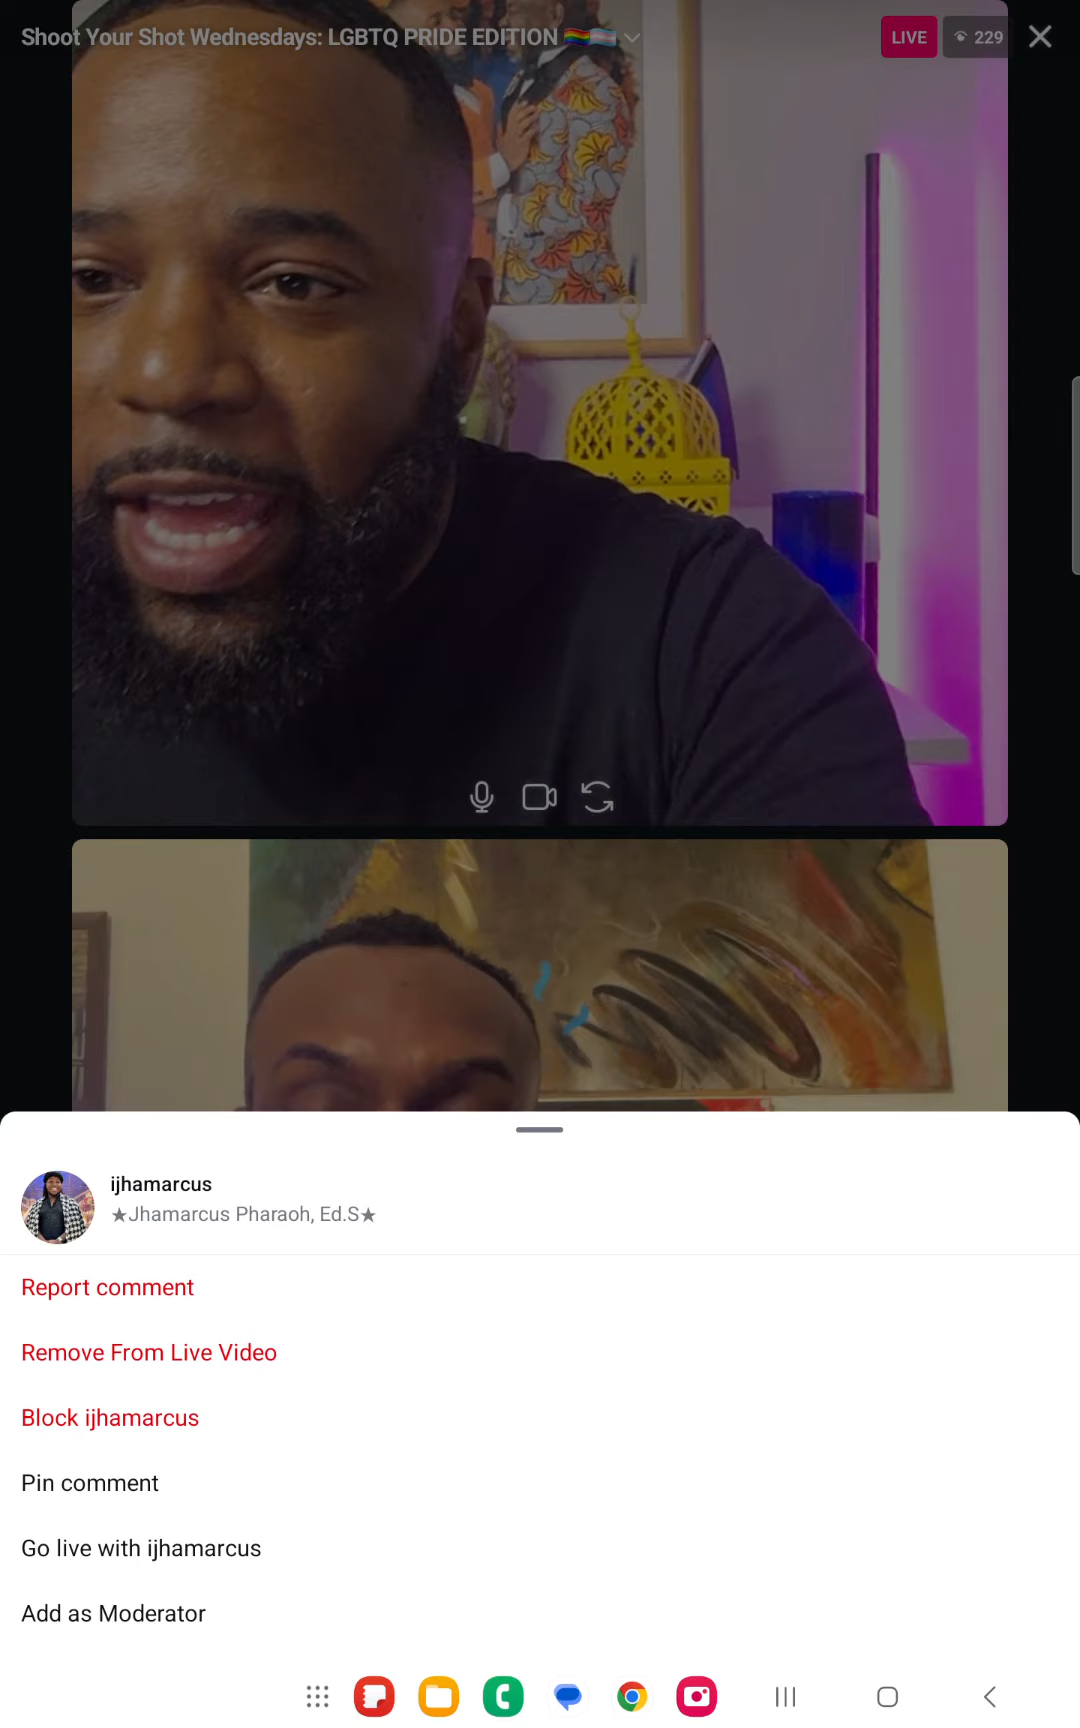 Shoot Your Shot Wednesdays: LGBTQ PRIDE EDITION 🏳️‍🌈🏳️‍⚧️
LIVE
229
ijhamarcus
★Jhamarcus Pharaoh, Ed.S★
Report comment
Remove From Live Video
Block ijhamarcus
Pin comment
Go live with ijhamarcus
Add as Moderator